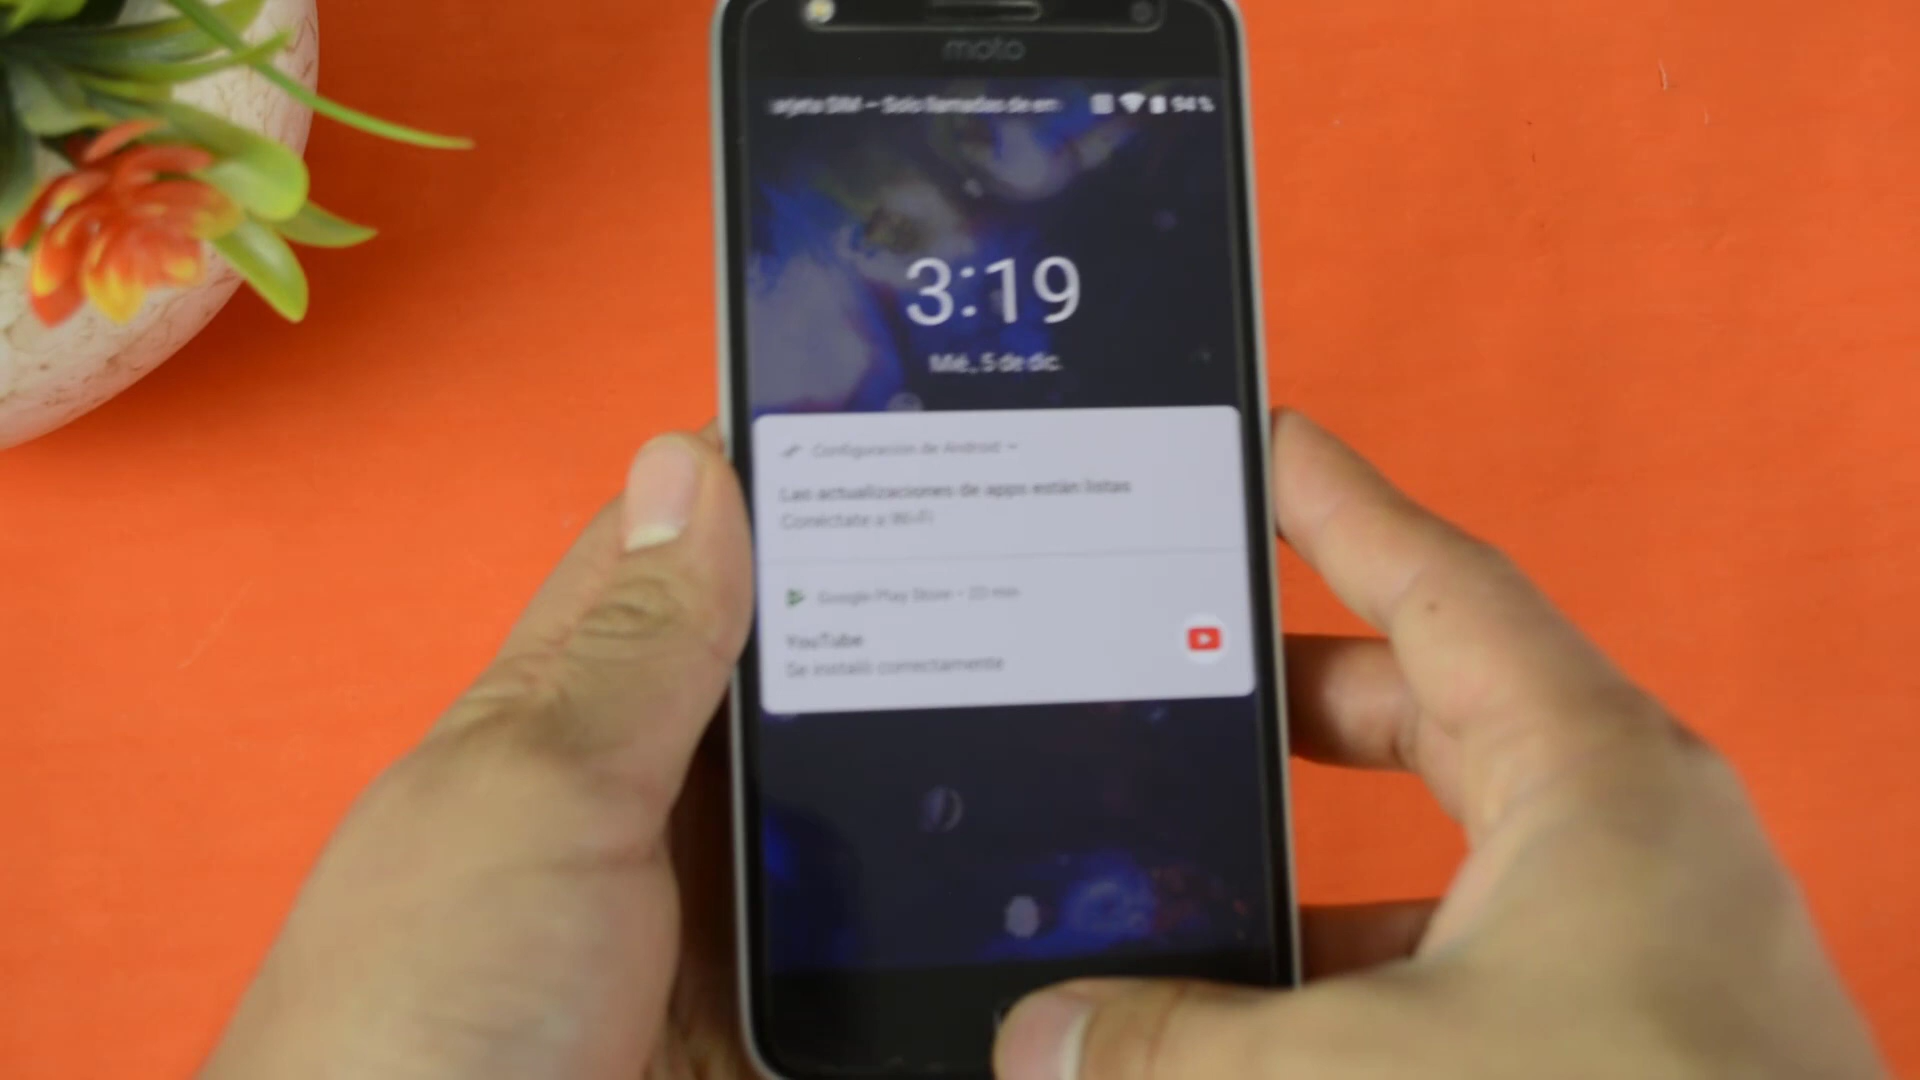 moto
arjeta SIM – Solo llamadas de em 94 %
3:19
Mié., 5 de dic.
Configuración de Android
Las actualizaciones de apps están listas
Conéctate a Wi-Fi
Google Play Store • 20 min
YouTube
Se instaló correctamente